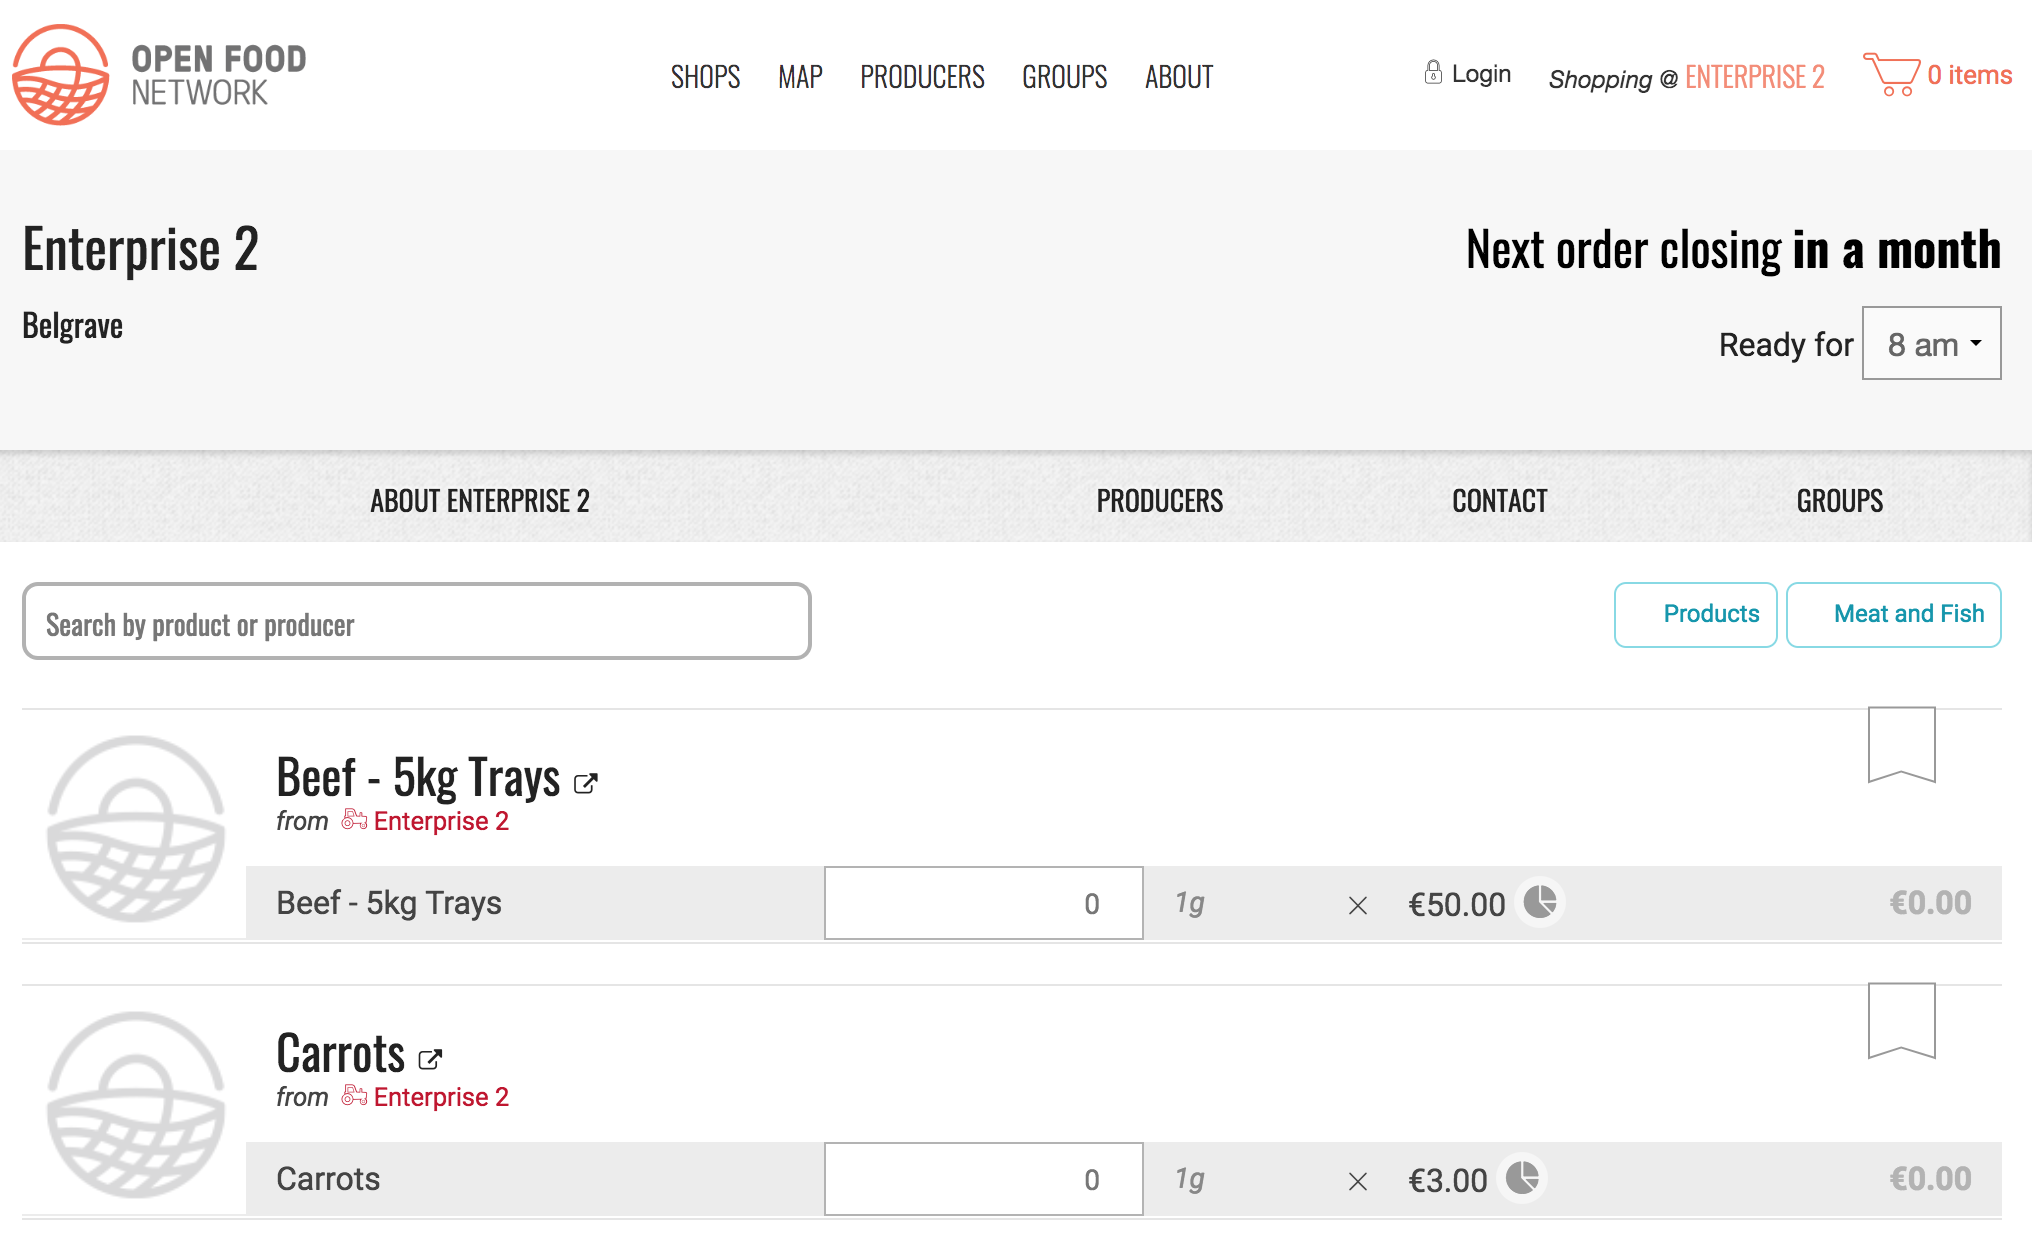 OPEN FOOD
NETWORK
SHOPS MAP PRODUCERS GROUPS ABOUT
Login
Shopping @ ENTERPRISE 2
0 items
Enterprise 2
Belgrave
Next order closing in a month
Ready for 8 am
ABOUT ENTERPRISE 2 PRODUCERS CONTACT GROUPS
Search by product or producer
Products
Meat and Fish
Beef - 5kg Trays
from Enterprise 2
Beef - 5kg Trays 0 1g × €50.00 €0.00
Carrots
from Enterprise 2
Carrots 0 1g × €3.00 €0.00